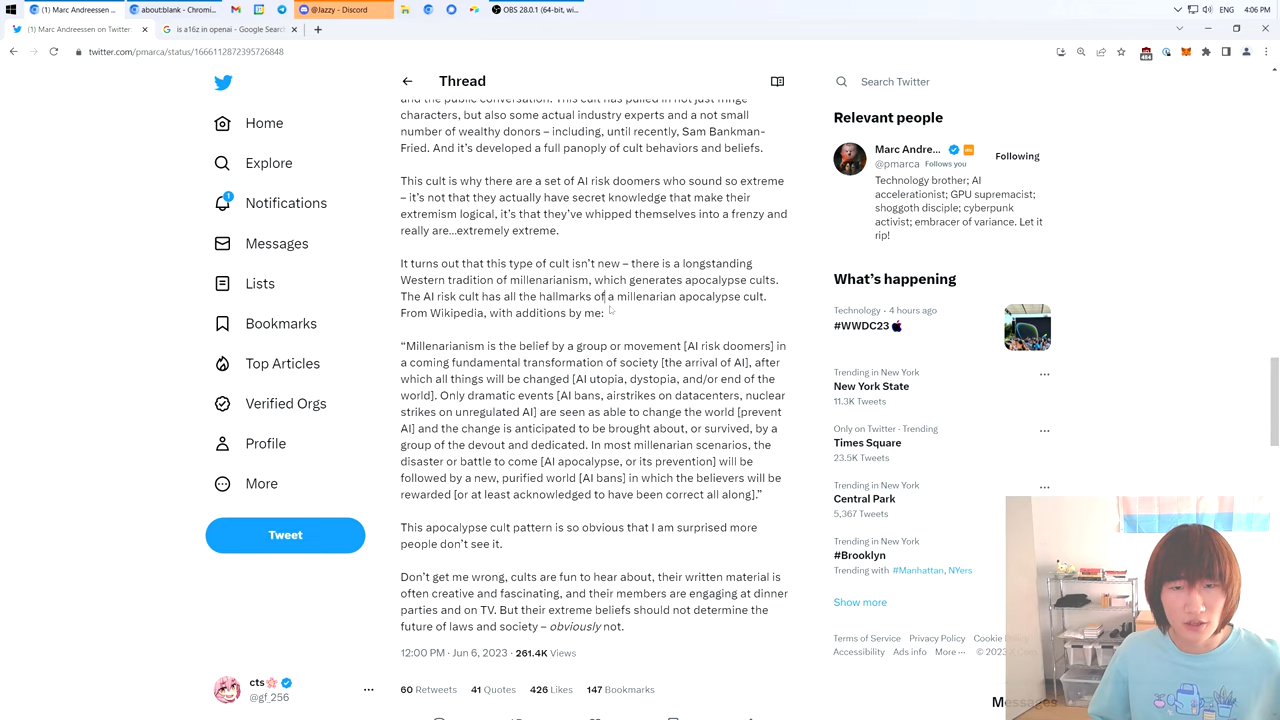 (1) Marc Andreessen ...
about:blank - Chromi...
@Jazzy - Discord
OBS 28.0.1 (64-bit, wi...
ENG
4:06 PM
(1) Marc Andreessen on Twitter:
is a16z in openai - Google Search
twitter.com/pmarca/status/1666112872395726848
484
Thread
Search Twitter
Home
Explore
1
Notifications
Messages
Lists
Bookmarks
Top Articles
Verified Orgs
Profile
More
Tweet
cts
@gf_256
and the public conversation. This cult has pulled in not just fringe
characters, but also some actual industry experts and a not small
number of wealthy donors – including, until recently, Sam Bankman-
Fried. And it's developed a full panoply of cult behaviors and beliefs.
This cult is why there are a set of AI risk doomers who sound so extreme
– it's not that they actually have secret knowledge that make their
extremism logical, it's that they've whipped themselves into a frenzy and
really are...extremely extreme.
It turns out that this type of cult isn't new – there is a longstanding
Western tradition of millenarianism, which generates apocalypse cults.
The AI risk cult has all the hallmarks of a millenarian apocalypse cult.
From Wikipedia, with additions by me:
“Millenarianism is the belief by a group or movement [AI risk doomers] in
a coming fundamental transformation of society [the arrival of AI], after
which all things will be changed [AI utopia, dystopia, and/or end of the
world]. Only dramatic events [AI bans, airstrikes on datacenters, nuclear
strikes on unregulated AI] are seen as able to change the world [prevent
AI] and the change is anticipated to be brought about, or survived, by a
group of the devout and dedicated. In most millenarian scenarios, the
disaster or battle to come [AI apocalypse, or its prevention] will be
followed by a new, purified world [AI bans] in which the believers will be
rewarded [or at least acknowledged to have been correct all along].”
This apocalypse cult pattern is so obvious that I am surprised more
people don't see it.
Don't get me wrong, cults are fun to hear about, their written material is
often creative and fascinating, and their members are engaging at dinner
parties and on TV. But their extreme beliefs should not determine the
future of laws and society – obviously not.
12:00 PM · Jun 6, 2023 · 261.4K Views
60 Retweets 41 Quotes 426 Likes 147 Bookmarks
Relevant people
Marc Andre...
@pmarca Follows you
Following
Technology brother; AI
accelerationist; GPU supremacist;
shoggoth disciple; cyberpunk
activist; embracer of variance. Let it
rip!
What's happening
Technology · 4 hours ago
#WWDC23
Trending in New York
New York State
11.3K Tweets
Only on Twitter · Trending
Times Square
23.5K Tweets
Trending in New York
Central Park
5,367 Tweets
Trending in New York
#Brooklyn
Trending with #Manhattan, NYers
Show more
Terms of Service Privacy Policy Cookie
Accessibility Ads info More ··· © 2023
Messages